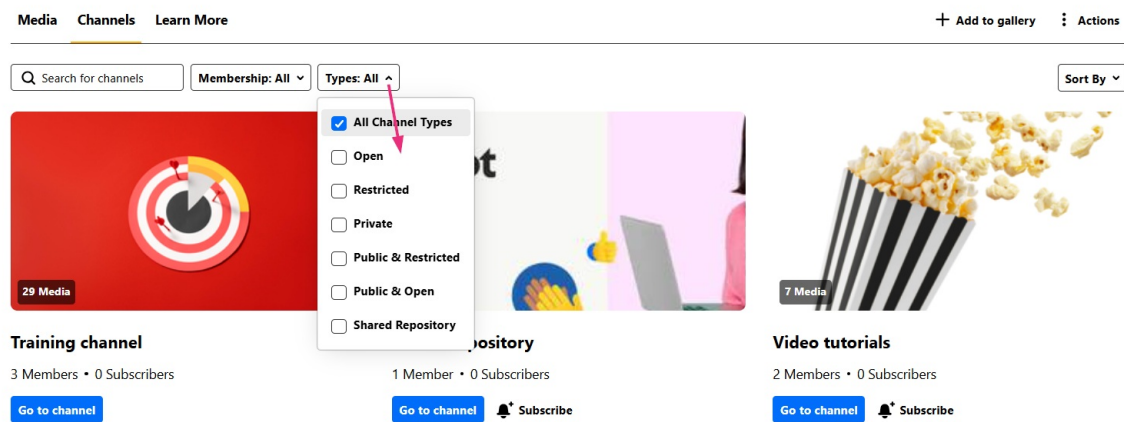 Media Channels Learn More
Add to gallery Actions
Search for channels Membership: All Types: All Sort By
All Channel Types
Open
Restricted
Private
Public & Restricted
Public & Open
Shared Repository
29 Media
7 Media
Training channel
Video tutorials
3 Members • 0 Subscribers
1 Member • 0 Subscribers
2 Members • 0 Subscribers
Go to channel
Go to channel Subscribe
Go to channel Subscribe